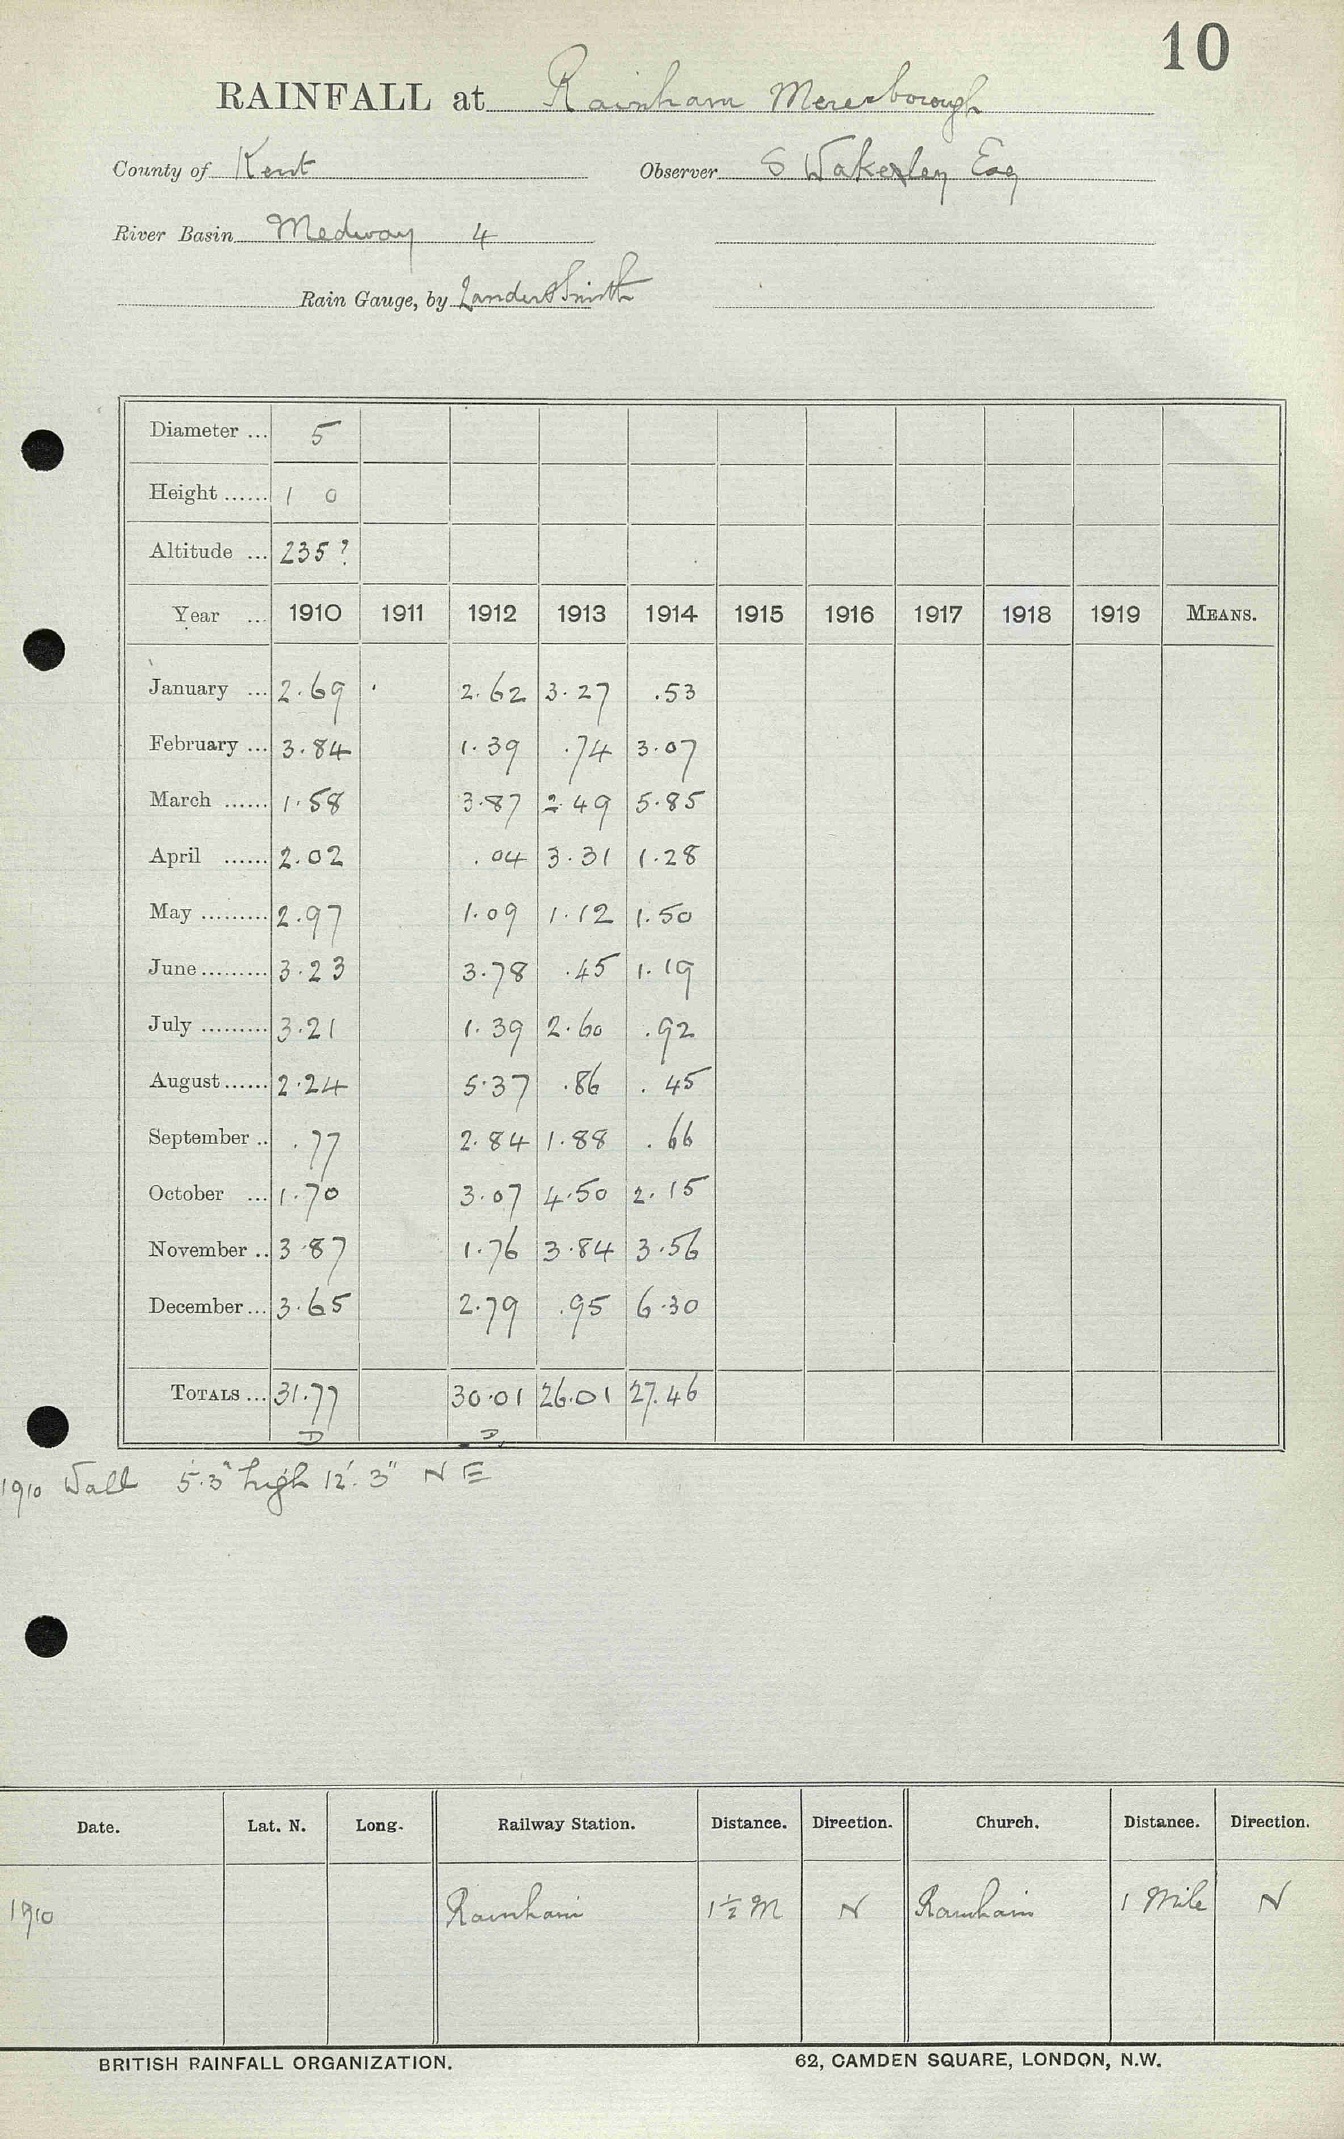 10
RAINFALL at Rainham Meresborough
County of Kent Observer S Wakerley Esq
River Basin Medway 4
Rain Gauge, by Lander & Smith
Diameter ... 5
Height ...... 1 0
Altitude ... 235?
Year ... 1910 1911 1912 1913 1914 1915 1916 1917 1918 1919 MEANS.
January ... 2.69 2.62 3.27 .53
February ... 3.84 1.39 .74 3.07
March ...... 1.58 3.87 2.49 5.85
April ...... 2.02 .04 3.31 1.28
May ......... 2.97 1.09 1.12 1.50
June ......... 3.23 3.78 .45 1.19
July ......... 3.21 1.39 2.60 .92
August ...... 2.24 5.37 .86 .45
September .. .77 2.84 1.88 .66
October ... 1.70 3.07 4.50 2.15
November .. 3.87 1.76 3.84 3.56
December ... 3.65 2.79 .95 6.30
TOTALS ... 31.77 30.01 26.01 27.46
D D
1910 Wall 5'.3" high 12'.3" N E
Date. Lat. N. Long. Railway Station. Distance. Direction. Church. Distance. Direction.
1910 Rainham 1½ M N Rainham 1 Mile N
BRITISH RAINFALL ORGANIZATION. 62, CAMDEN SQUARE, LONDON, N.W.